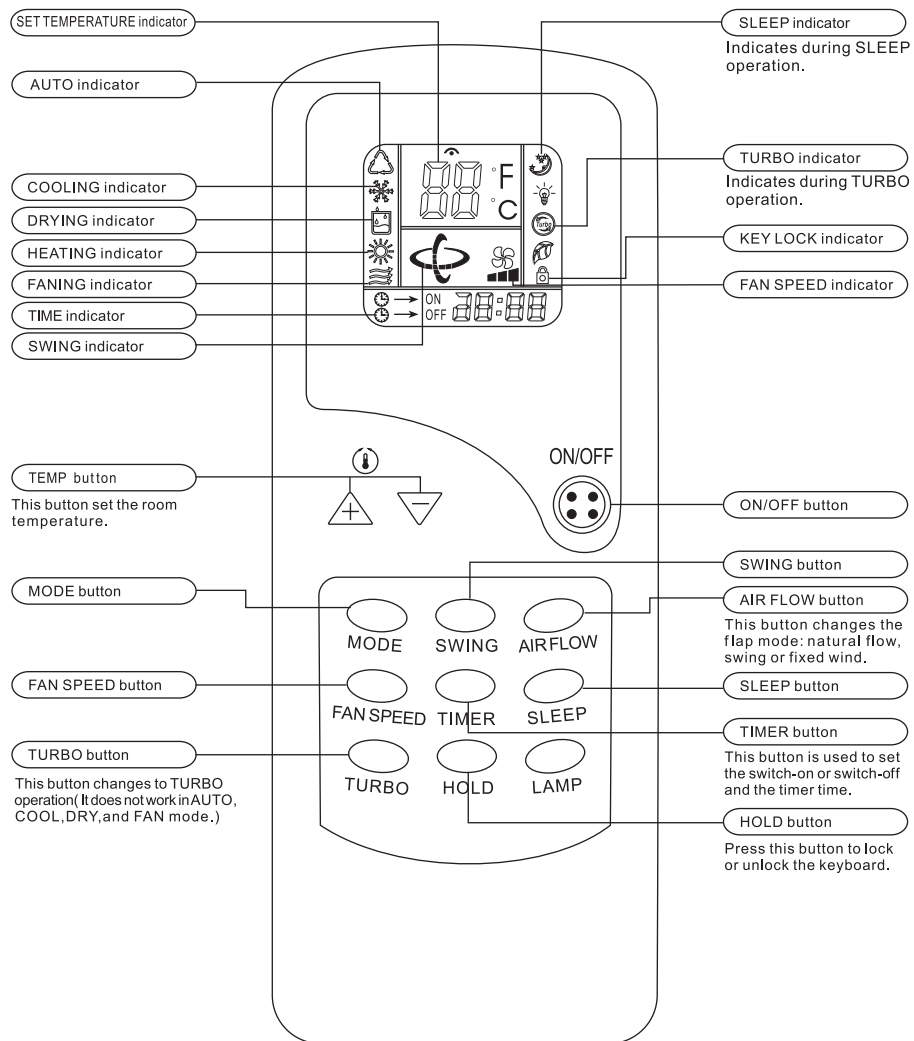 SET TEMPERATURE indicator
AUTO indicator
COOLING indicator
DRYING indicator
HEATING indicator
FANING indicator
TIME indicator
SWING indicator
TEMP button
This button set the room
temperature.
MODE button
FAN SPEED button
TURBO button
This button changes to TURBO
operation( It does not work in AUTO,
COOL,DRY,and FAN mode.)
88
°F
°C
Turbo
ON
OFF
38:88
ON/OFF
MODE SWING AIR FLOW
FAN SPEED TIMER SLEEP
TURBO HOLD LAMP
SLEEP indicator
Indicates during SLEEP
operation.
TURBO indicator
Indicates during TURBO
operation.
KEY LOCK indicator
FAN SPEED indicator
ON/OFF button
SWING button
AIR FLOW button
This button changes the
flap mode: natural flow,
swing or fixed wind.
SLEEP button
TIMER button
This button is used to set
the switch-on or switch-off
and the timer time.
HOLD button
Press this button to lock
or unlock the keyboard.